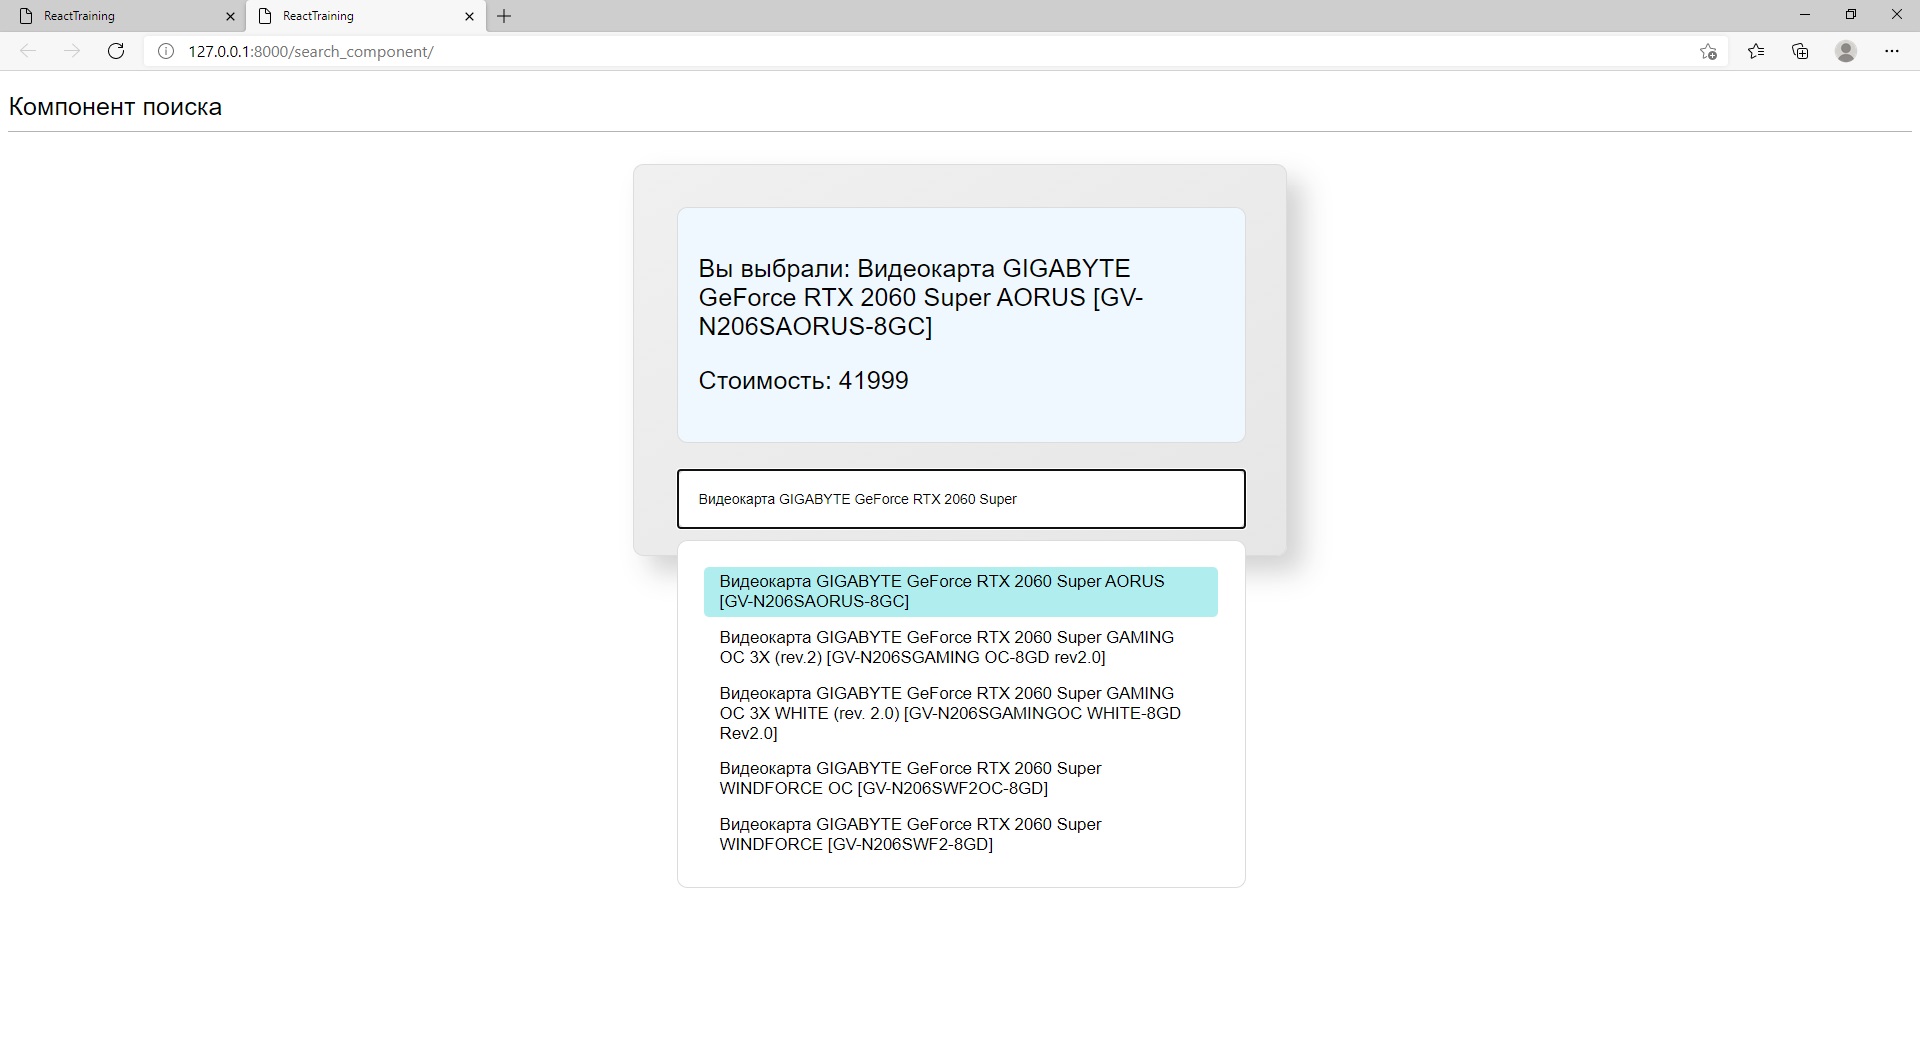 ReactTraining
ReactTraining
127.0.0.1:8000/search_component/
Компонент поиска
Вы выбрали: Видеокарта GIGABYTE
GeForce RTX 2060 Super AORUS [GV-
N206SAORUS-8GC]
Стоимость: 41999
Видеокарта GIGABYTE GeForce RTX 2060 Super
Видеокарта GIGABYTE GeForce RTX 2060 Super AORUS
[GV-N206SAORUS-8GC]
Видеокарта GIGABYTE GeForce RTX 2060 Super GAMING
OC 3X (rev.2) [GV-N206SGAMING OC-8GD rev2.0]
Видеокарта GIGABYTE GeForce RTX 2060 Super GAMING
OC 3X WHITE (rev. 2.0) [GV-N206SGAMINGOC WHITE-8GD
Rev2.0]
Видеокарта GIGABYTE GeForce RTX 2060 Super
WINDFORCE OC [GV-N206SWF2OC-8GD]
Видеокарта GIGABYTE GeForce RTX 2060 Super
WINDFORCE [GV-N206SWF2-8GD]